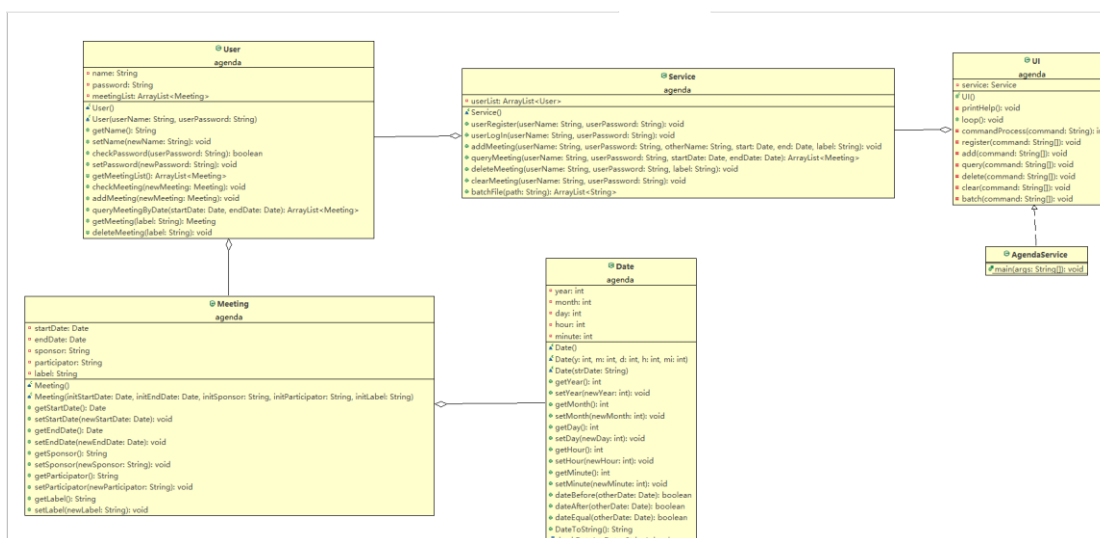 User
agenda
name: String
password: String
meetingList: ArrayList<Meeting>
User()
User(userName: String, userPassword: String)
getName(): String
setName(newName: String): void
checkPassword(userPassword: String): boolean
setPassword(newPassword: String): void
getMeetingList(): ArrayList<Meeting>
checkMeeting(newMeeting: Meeting): void
addMeeting(newMeeting: Meeting): void
queryMeetingByDate(startDate: Date, endDate: Date): ArrayList<Meeting>
getMeeting(label: String): Meeting
deleteMeeting(label: String): void
Service
agenda
userList: ArrayList<User>
Service()
userRegister(userName: String, userPassword: String): void
userLogIn(userName: String, userPassword: String): void
addMeeting(userName: String, userPassword: String, otherName: String, start: Date, end: Date, label: String): void
queryMeeting(userName: String, userPassword: String, startDate: Date, endDate: Date): ArrayList<Meeting>
deleteMeeting(userName: String, userPassword: String, label: String): void
clearMeeting(userName: String, userPassword: String): void
batchFile(path: String): ArrayList<String>
UI
agenda
service: Service
UI()
printHelp(): void
loop(): void
commandProcess(command: String):
register(command: String[]): void
add(command: String[]): void
query(command: String[]): void
delete(command: String[]): void
clear(command: String[]): void
batch(command: String[]): void
AgendaService
main(args: String[]): void
Meeting
agenda
startDate: Date
endDate: Date
sponsor: String
participator: String
label: String
Meeting()
Meeting(initStartDate: Date, initEndDate: Date, initSponsor: String, initParticipator: String, initLabel: String)
getStartDate(): Date
setStartDate(newStartDate: Date): void
getEndDate(): Date
setEndDate(newEndDate: Date): void
getSponsor(): String
setSponsor(newSponsor: String): void
getParticipator(): String
setParticipator(newParticipator: String): void
getLabel(): String
setLabel(newLabel: String): void
Date
agenda
year: int
month: int
day: int
hour: int
minute: int
Date()
Date(y: int, m: int, d: int, h: int, mi: int)
Date(strDate: String)
getYear(): int
setYear(newYear: int): void
getMonth(): int
setMonth(newMonth: int): void
getDay(): int
setDay(newDay: int): void
getHour(): int
setHour(newHour: int): void
getMinute(): int
setMinute(newMinute: int): void
dateBefore(otherDate: Date): boolean
dateAfter(otherDate: Date): boolean
dateEqual(otherDate: Date): boolean
DateToString(): String